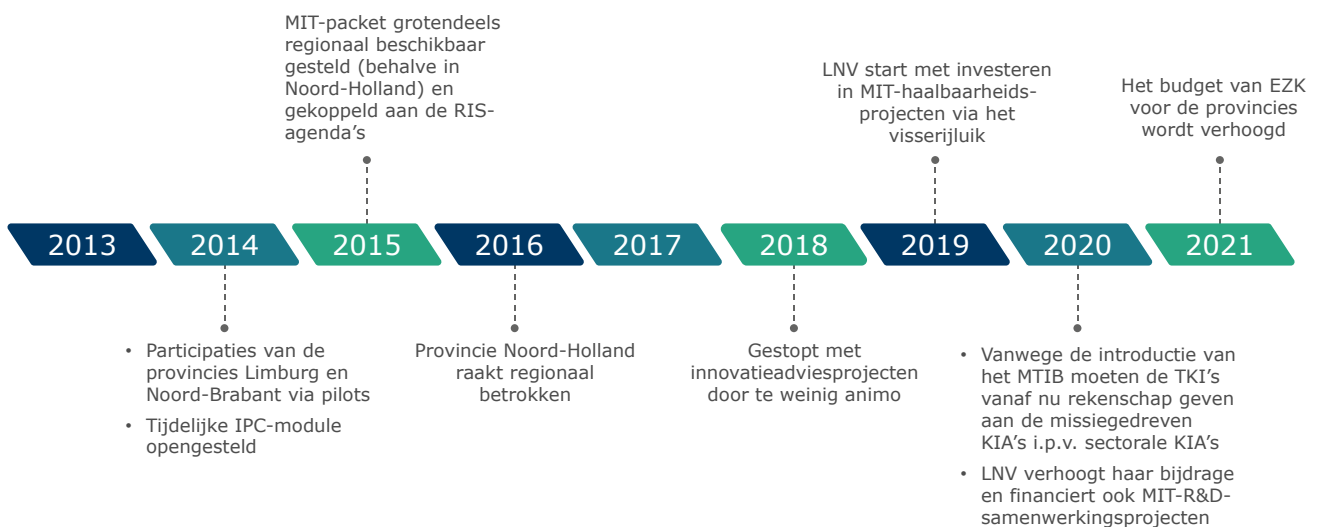 MIT-packet grotendeels
regionaal beschikbaar
gesteld (behalve in
Noord-Holland) en
gekoppeld aan de RIS-
agenda's
LNV start met investeren
in MIT-haalbaarheids-
projecten via het
visserijluik
Het budget van EZK
voor de provincies
wordt verhoogd
2013
2014
2015
2016
2017
2018
2019
2020
2021
• Participaties van de
provincies Limburg en
Noord-Brabant via pilots
• Tijdelijke IPC-module
opengesteld
Provincie Noord-Holland
raakt regionaal
betrokken
Gestopt met
innovatieadviesprojecten
door te weinig animo
• Vanwege de introductie van
het MTIB moeten de TKI's
vanaf nu rekenschap geven
aan de missiegedreven
KIA's i.p.v. sectorale KIA's
• LNV verhoogt haar bijdrage
en financiert ook MIT-R&D-
samenwerkingsprojecten